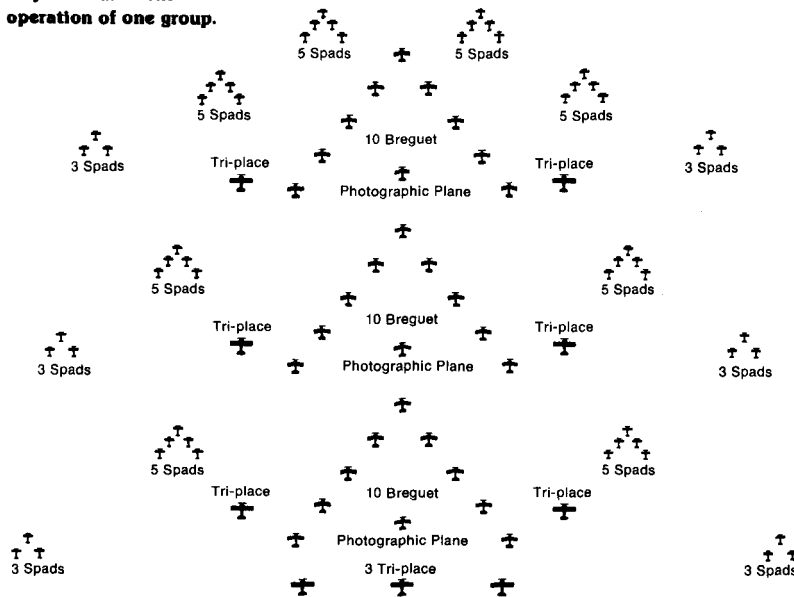 operation of one group.
5 Spads
5 Spads
5 Spads
5 Spads
10 Breguet
3 Spads
3 Spads
Tri-place
Tri-place
Photographic Plane
5 Spads
5 Spads
10 Breguet
Tri-place
Tri-place
3 Spads
Photographic Plane
3 Spads
5 Spads
5 Spads
Tri-place
10 Breguet
Tri-place
Photographic Plane
3 Spads
3 Tri-place
3 Spads